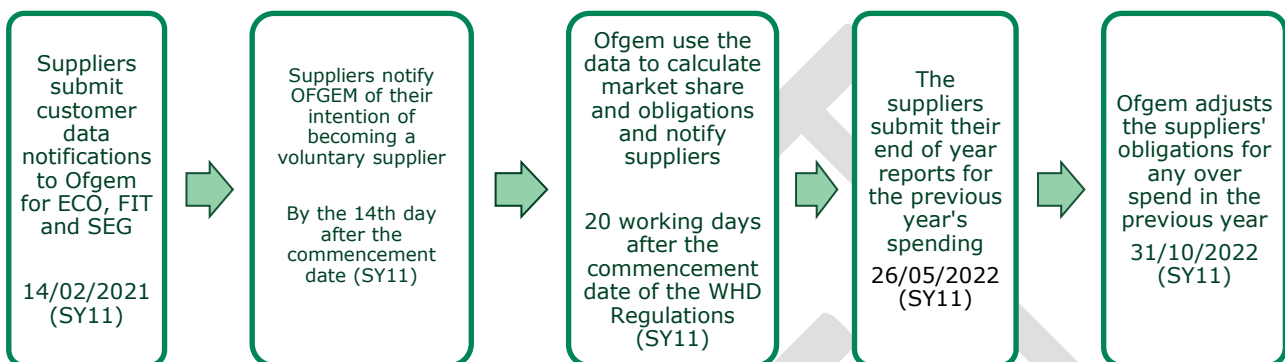 Suppliers
submit
customer
data
notifications
to Ofgem
for ECO, FIT
and SEG
14/02/2021
(SY11)
Suppliers notify
OFGEM of their
intention of
becoming a
voluntary supplier
By the 14th day
after the
commencement
date (SY11)
Ofgem use the
data to calculate
market share
and obligations
and notify
suppliers
20 working days
after the
commencement
date of the WHD
Regulations
(SY11)
The
suppliers
submit their
end of year
reports for
the previous
year's
spending
26/05/2022
(SY11)
Ofgem adjusts
the suppliers'
obligations for
any over
spend in the
previous year
31/10/2022
(SY11)